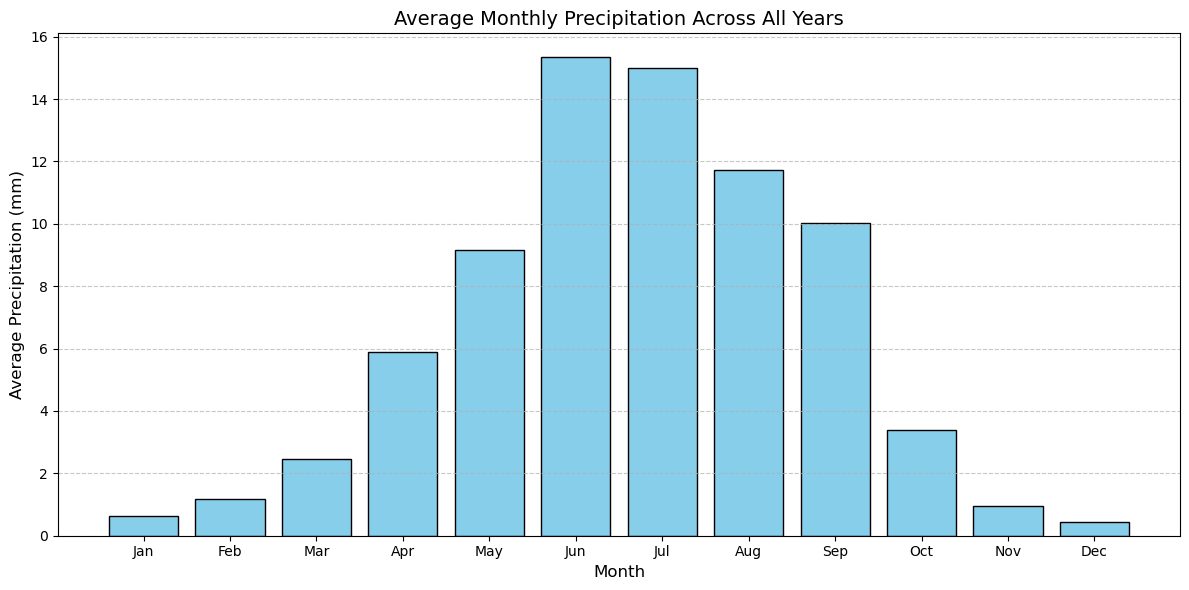 Average Monthly Precipitation Across All Years
Average Precipitation (mm)
16
14
12
10
8
6
4
2
0
Jan Feb Mar Apr May Jun Jul Aug Sep Oct Nov Dec
Month